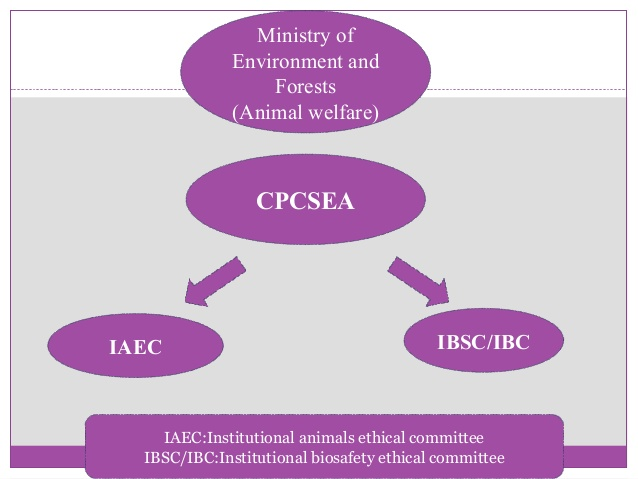 Ministry of
Environment and
Forests
(Animal welfare)
CPCSEA
IAEC
IBSC/IBC
IAEC:Institutional animals ethical committee
IBSC/IBC:Institutional biosafety ethical committee